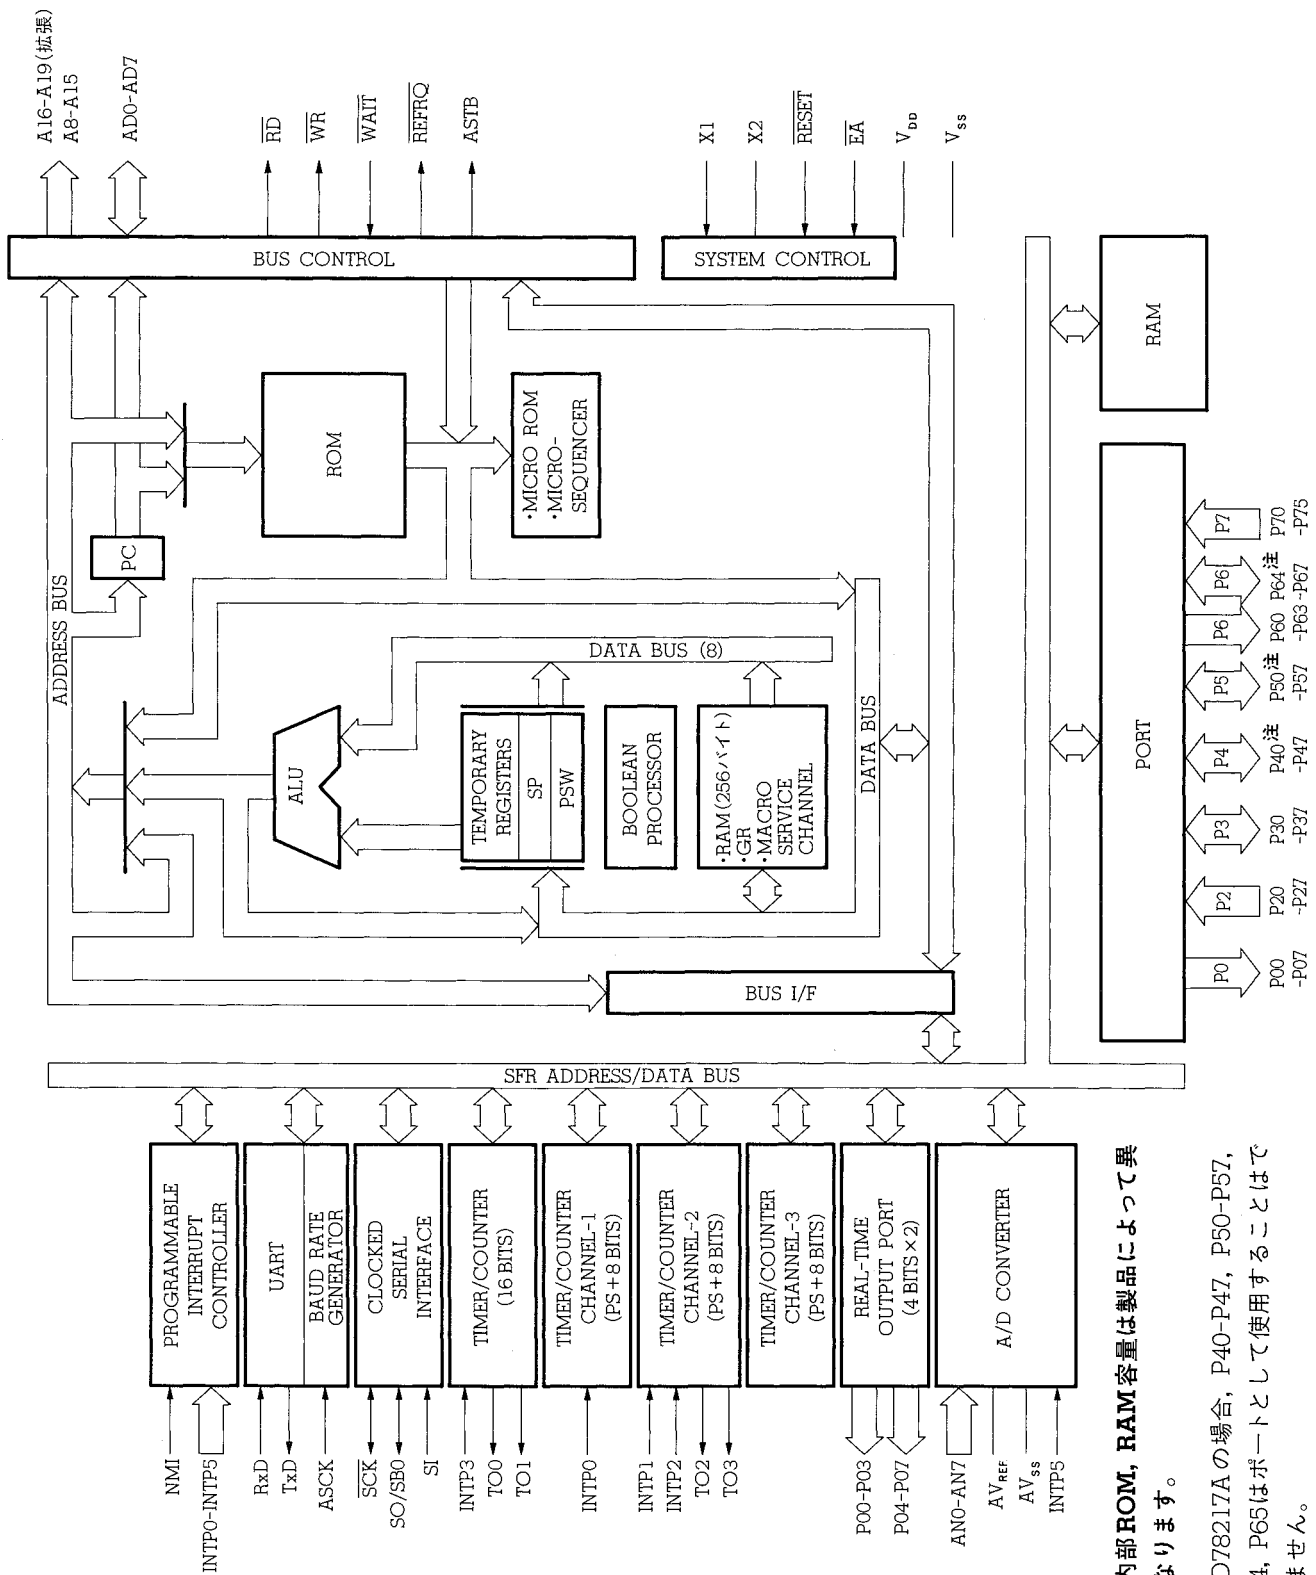 A16-A19(拡張)
A8-A15
AD0-AD7
RD
WR
WAIT
REFRQ
ASTB
X1
X2
RESET
EA
VDD
VSS
BUS CONTROL
SYSTEM CONTROL
ADDRESS BUS
PC
ROM
・MICRO ROM
・MICRO-
SEQUENCER
RAM
ALU
DATA BUS (8)
TEMPORARY
REGISTERS
SP
PSW
BOOLEAN
PROCESSOR
・RAM(256バイト)
・GR
・MACRO
SERVICE
CHANNEL
DATA BUS
BUS I/F
PORT
P0
P2
P3
P4
P5
P6
P6
P7
P00
-P07
P20
-P27
P30
-P37
P40注
-P47
P50注
-P57
P60
-P63
P64注
-P67
P70
-P75
SFR ADDRESS/DATA BUS
PROGRAMMABLE
INTERRUPT
CONTROLLER
UART
BAUD RATE
GENERATOR
CLOCKED
SERIAL
INTERFACE
TIMER/COUNTER
(16 BITS)
TIMER/COUNTER
CHANNEL-1
(PS+8 BITS)
TIMER/COUNTER
CHANNEL-2
(PS+8 BITS)
TIMER/COUNTER
CHANNEL-3
(PS+8 BITS)
REAL-TIME
OUTPUT PORT
(4 BITS×2)
A/D CONVERTER
NMI
INTP0-INTP5
RxD
TxD
ASCK
SCK
SO/SB0
SI
INTP3
TO0
TO1
INTP0
INTP1
INTP2
TO2
TO3
P00-P03
P04-P07
AN0-AN7
AVREF
AVSS
INTP5
内部ROM, RAM容量は製品によって異
なります。
D78217Aの場合, P40-P47, P50-P57,
4, P65はポートとして使用することはで
ません。